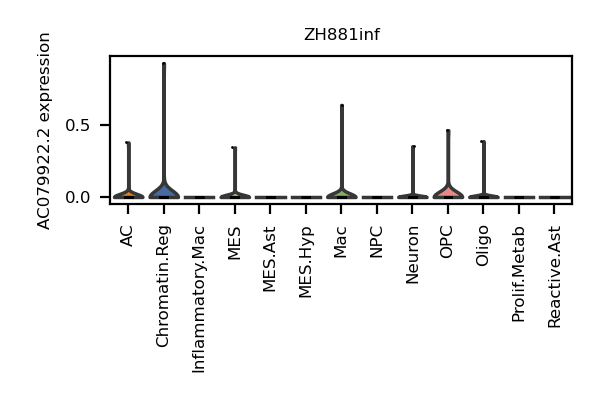 ZH881inf
AC079922.2 expression
0.5
0.0
AC
Chromatin.Reg
Inflammatory.Mac
MES
MES.Ast
MES.Hyp
Mac
NPC
Neuron
OPC
Oligo
Prolif.Metab
Reactive.Ast